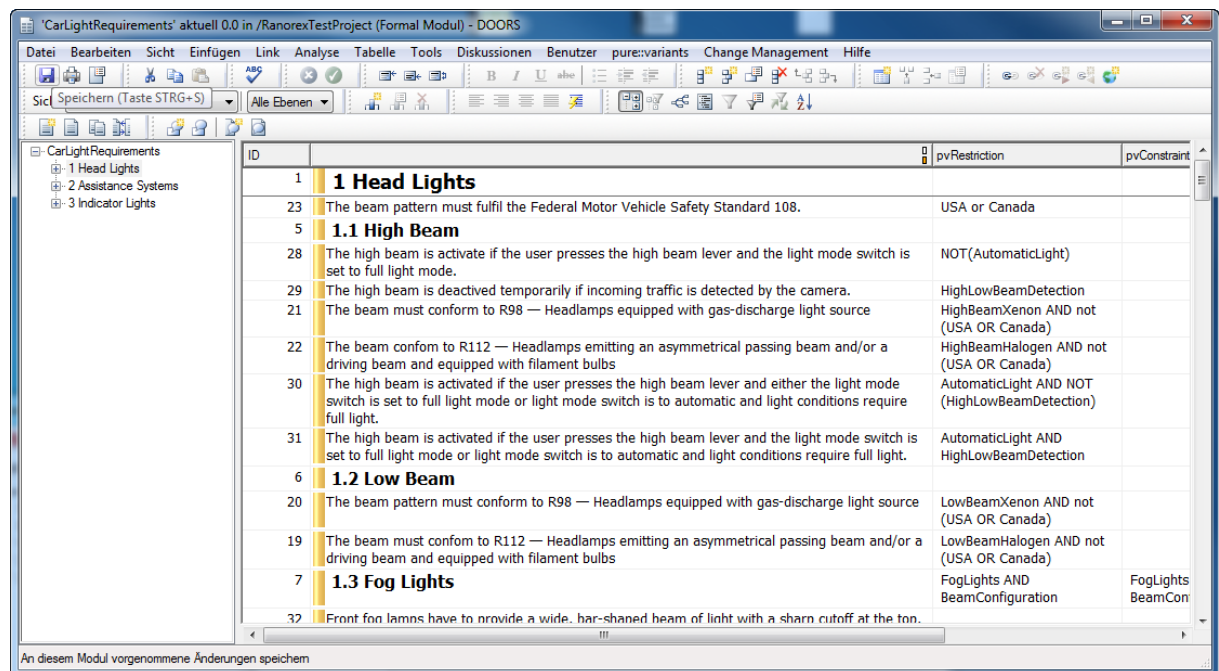 'CarLightRequirements' aktuell 0.0 in /RanorexTestProject (Formal Modul) - DOORS
Datei Bearbeiten Sicht Einfügen Link Analyse Tabelle Tools Diskussionen Benutzer pure::variants Change Management Hilfe
ABC B I U abc
Sic Speichern (Taste STRG+S) Alle Ebenen
CarLightRequirements
1 Head Lights
2 Assistance Systems
3 Indicator Lights
ID pvRestriction pvConstraint
1 1 Head Lights
23 The beam pattern must fulfil the Federal Motor Vehicle Safety Standard 108. USA or Canada
5 1.1 High Beam
28 The high beam is activate if the user presses the high beam lever and the light mode switch is NOT(AutomaticLight)
set to full light mode.
29 The high beam is deactived temporarily if incoming traffic is detected by the camera. HighLowBeamDetection
21 The beam must conform to R98 — Headlamps equipped with gas-discharge light source HighBeamXenon AND not
(USA OR Canada)
22 The beam confom to R112 — Headlamps emitting an asymmetrical passing beam and/or a HighBeamHalogen AND not
driving beam and equipped with filament bulbs (USA OR Canada)
30 The high beam is activated if the user presses the high beam lever and either the light mode AutomaticLight AND NOT
switch is set to full light mode or light mode switch is to automatic and light conditions require (HighLowBeamDetection)
full light.
31 The high beam is activated if the user presses the high beam lever and the light mode switch is AutomaticLight AND
set to full light mode or light mode switch is to automatic and light conditions require full light. HighLowBeamDetection
6 1.2 Low Beam
20 The beam pattern must conform to R98 — Headlamps equipped with gas-discharge light source LowBeamXenon AND not
(USA OR Canada)
19 The beam must confom to R112 — Headlamps emitting an asymmetrical passing beam and/or a LowBeamHalogen AND not
driving beam and equipped with filament bulbs (USA OR Canada)
7 1.3 Fog Lights FogLights AND FogLights
BeamConfiguration BeamCon
32 Front fog lamps have to provide a wide, bar-shaped beam of light with a sharp cutoff at the top.
An diesem Modul vorgenommene Änderungen speichern